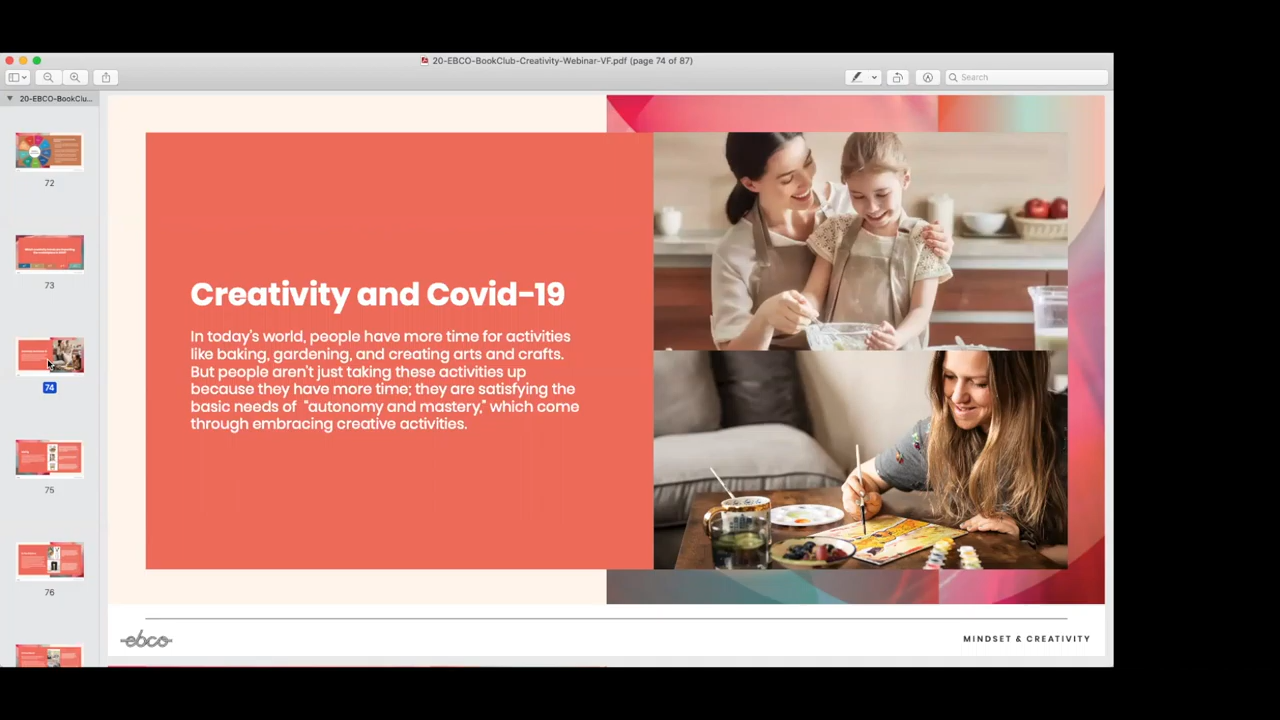 20-EBCO-BookClub-Creativity-Webinar-VF.pdf (page 74 of 87)
Search
20-EBCO-BookClu...
72
73
74
75
76
Creativity and Covid-19
In today's world, people have more time for activities
like baking, gardening, and creating arts and crafts.
But people aren't just taking these activities up
because they have more time; they are satisfying the
basic needs of "autonomy and mastery," which come
through embracing creative activities.
ebco
MINDSET & CREATIVITY